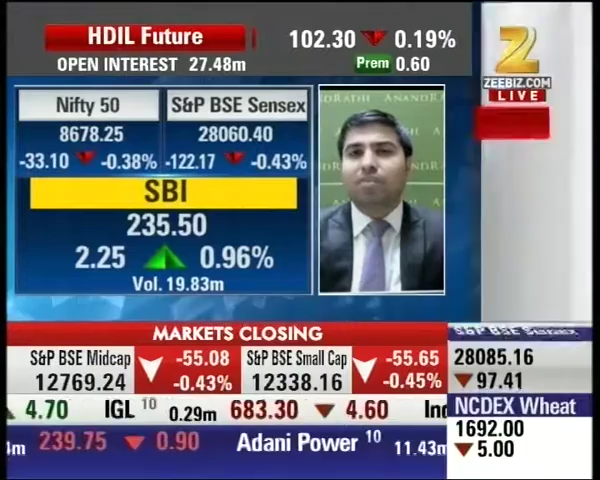 HDIL Future 102.30 0.19%
OPEN INTEREST 27.48m Prem 0.60
Z
ZEEBIZ.COM
LIVE
Nifty 50 S&P BSE Sensex
8678.25 28060.40
-33.10 -0.38% -122.17 -0.43%
SBI
235.50
2.25 0.96%
Vol. 19.83m
ANANDRATHI
MARKETS CLOSING
S&P BSE Midcap -55.08 S&P BSE Small Cap -55.65
12769.24 -0.43% 12338.16 -0.45%
S&P BSE Sensex
28085.16
97.41
4.70 IGL 10 0.29m 683.30 4.60
NCDEX Wheat
1692.00
5.00
239.75 0.90 Adani Power 10 11.43m